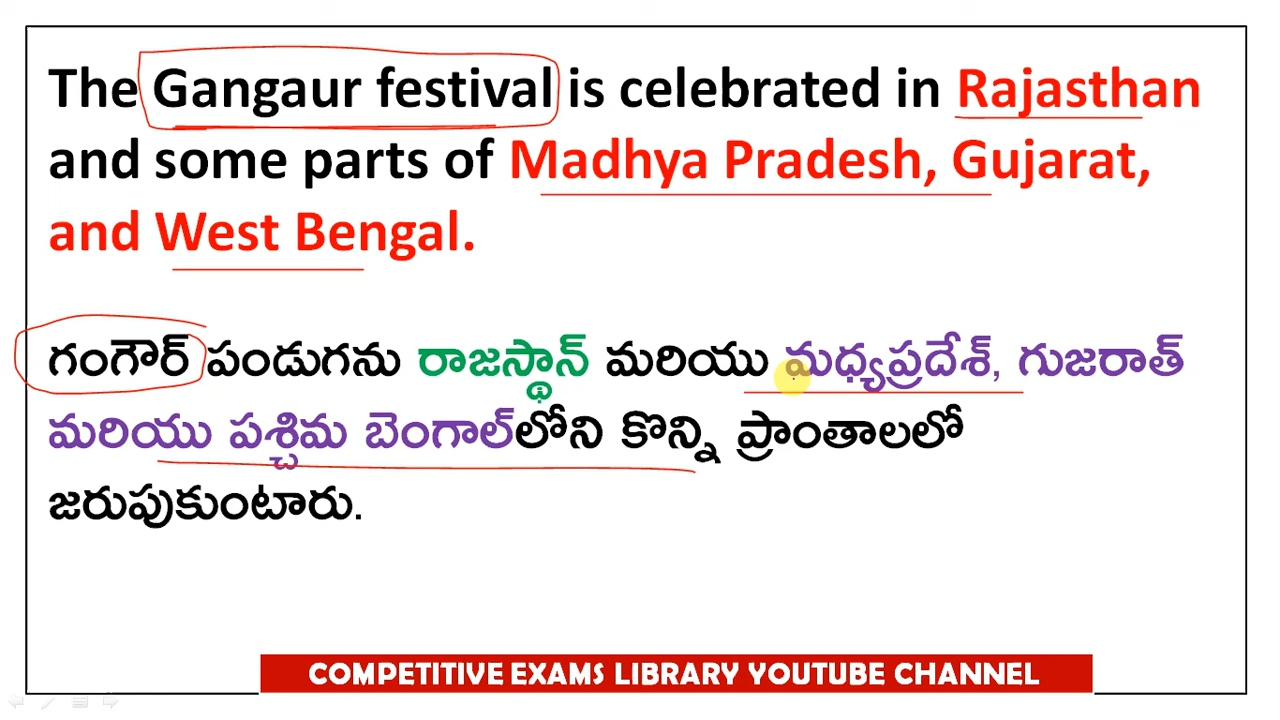 The Gangaur festival is celebrated in Rajasthan
and some parts of Madhya Pradesh, Gujarat,
and West Bengal.
గంగౌర్ పండుగను రాజస్థాన్ మరియు మధ్యప్రదేశ్, గుజరాత్
మరియు పశ్చిమ బెంగాల్‌లోని కొన్ని ప్రాంతాలలో
జరుపుకుంటారు.
COMPETITIVE EXAMS LIBRARY YOUTUBE CHANNEL